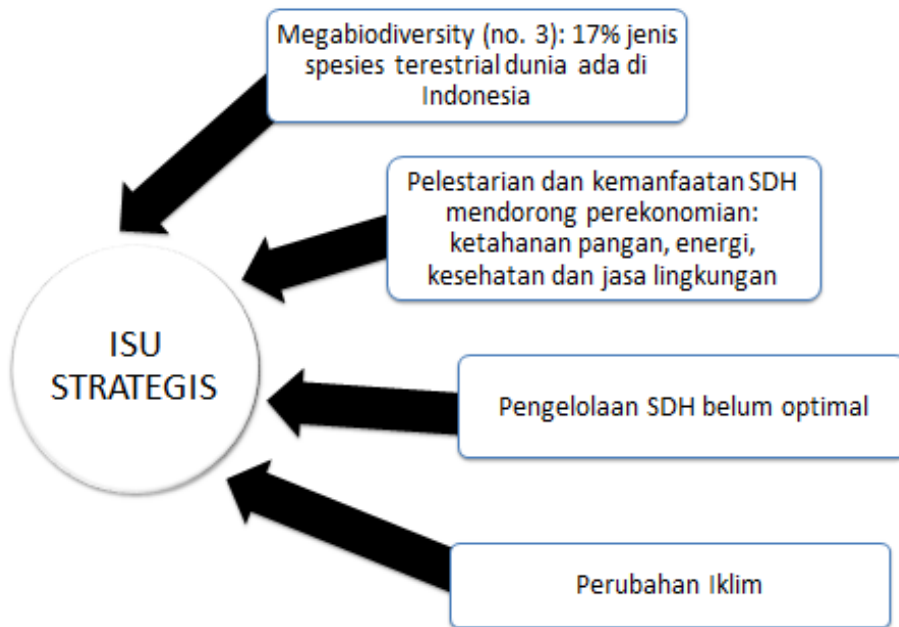 Megabiodiversity (no. 3): 17% jenis
spesies terestrial dunia ada di
Indonesia
Pelestarian dan kemanfaatan SDH
mendorong perekonomian:
ketahanan pangan, energi,
kesehatan dan jasa lingkungan
ISU
STRATEGIS
Pengelolaan SDH belum optimal
Perubahan Iklim